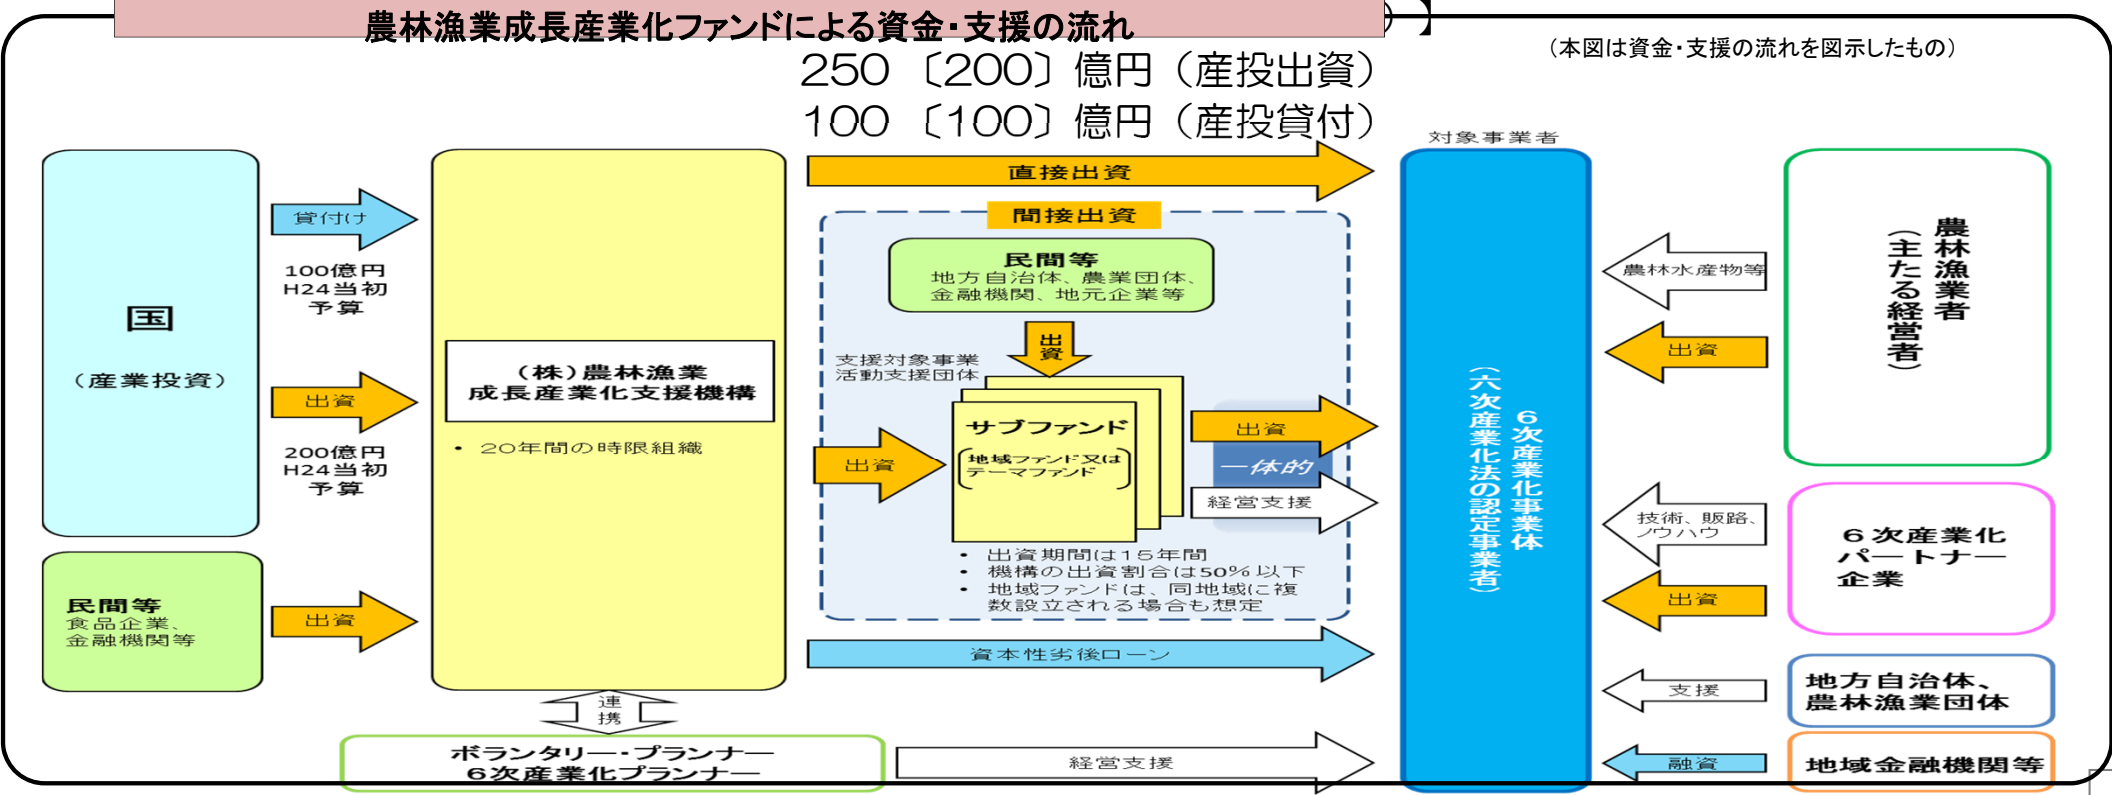 農林漁業成長産業化ファンドによる資金・支援の流れ
】
（本図は資金・支援の流れを図示したもの）
250 〔200〕億円（産投出資）
100 〔100〕億円（産投貸付）
国
（産業投資）
民間等
食品企業、
金融機関等
貸付け
100億円
H24当初
予算
出資
200億円
H24当初
予算
出資
（株）農林漁業
成長産業化支援機構
・ 20年間の時限組織
連
携
ボランタリー・プランナー
6次産業化プランナー
直接出資
間接出資
民間等
地方自治体、農業団体、
金融機関、地元企業等
出
資
支援対象事業
活動支援団体
出資
サブファンド
地域ファンド又は
テーマファンド
出資
一体的
経営支援
・ 出資期間は15年間
・ 機構の出資割合は50%以下
・ 地域ファンドは、同地域に複
数設立される場合も想定
資本性劣後ローン
経営支援
対象事業者
６次産業化事業体
（六次産業化法の認定事業者）
農林水産物等
出資
技術、販路、
ノウハウ
出資
支援
融資
農林漁業者
（主たる経営者）
６次産業化
パートナー
企業
地方自治体、
農林漁業団体
地域金融機関等